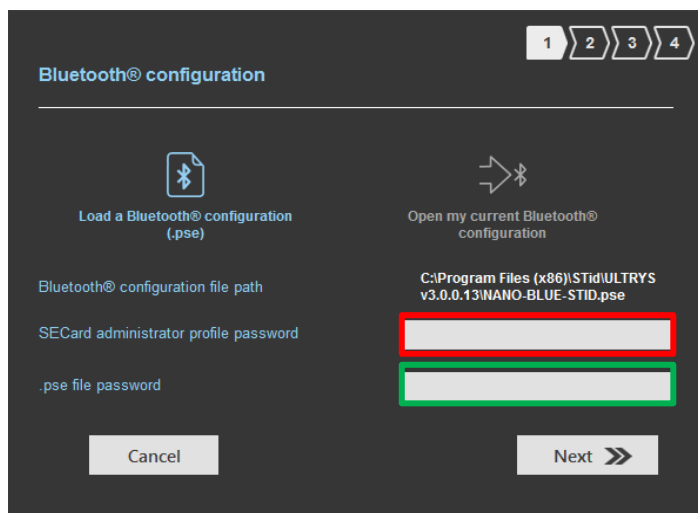 1 2 3 4
Bluetooth® configuration
Load a Bluetooth® configuration
(.pse)
Open my current Bluetooth®
configuration
Bluetooth® configuration file path
C:\Program Files (x86)\STid\ULTRYS
v3.0.0.13\NANO-BLUE-STID.pse
SECard administrator profile password
.pse file password
Cancel
Next